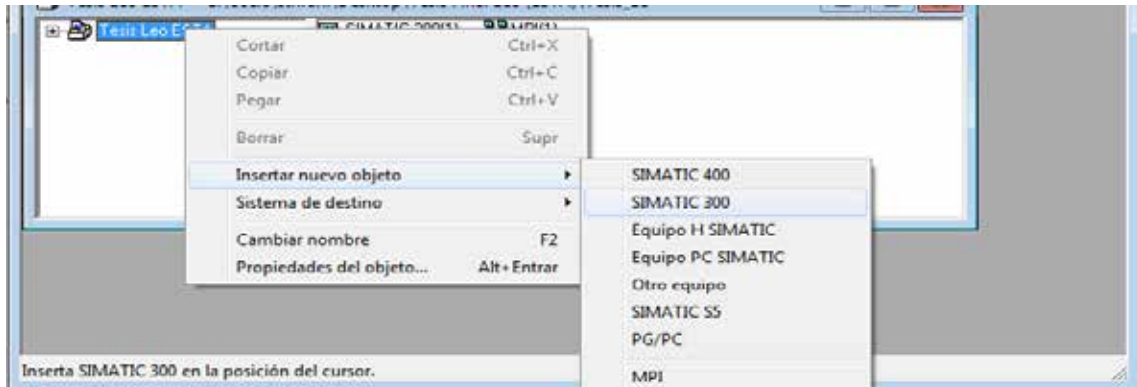 Tesis Leo
SIMATIC 300(1) MPI(1)
Cortar Ctrl+X
Copiar Ctrl+C
Pegar Ctrl+V
Borrar Supr
Insertar nuevo objeto
Sistema de destino
Cambiar nombre F2
Propiedades del objeto... Alt+Entrar
SIMATIC 400
SIMATIC 300
Equipo H SIMATIC
Equipo PC SIMATIC
Otro equipo
SIMATIC S5
PG/PC
MPI
Inserta SIMATIC 300 en la posición del cursor.